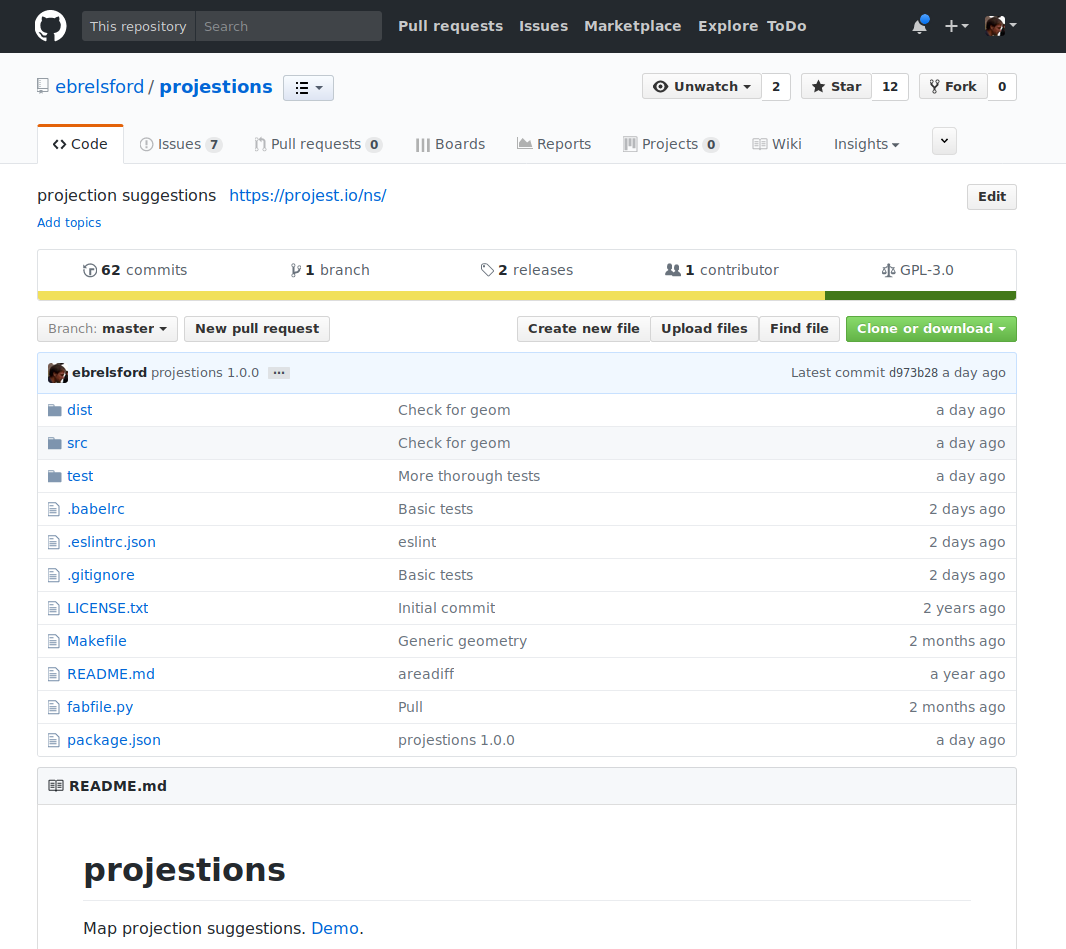 This repository Search Pull requests Issues Marketplace Explore ToDo
ebrelsford / projestions Unwatch 2 Star 12 Fork 0
Code Issues 7 Pull requests 0 Boards Reports Projects 0 Wiki Insights
projection suggestions https://projest.io/ns/ Edit
Add topics
62 commits 1 branch 2 releases 1 contributor GPL-3.0
Branch: master New pull request Create new file Upload files Find file Clone or download
ebrelsford projestions 1.0.0 … Latest commit d973b28 a day ago
dist Check for geom a day ago
src Check for geom a day ago
test More thorough tests a day ago
.babelrc Basic tests 2 days ago
.eslintrc.json eslint 2 days ago
.gitignore Basic tests 2 days ago
LICENSE.txt Initial commit 2 years ago
Makefile Generic geometry 2 months ago
README.md areadiff a year ago
fabfile.py Pull 2 months ago
package.json projestions 1.0.0 a day ago
README.md
projestions
Map projection suggestions. Demo.